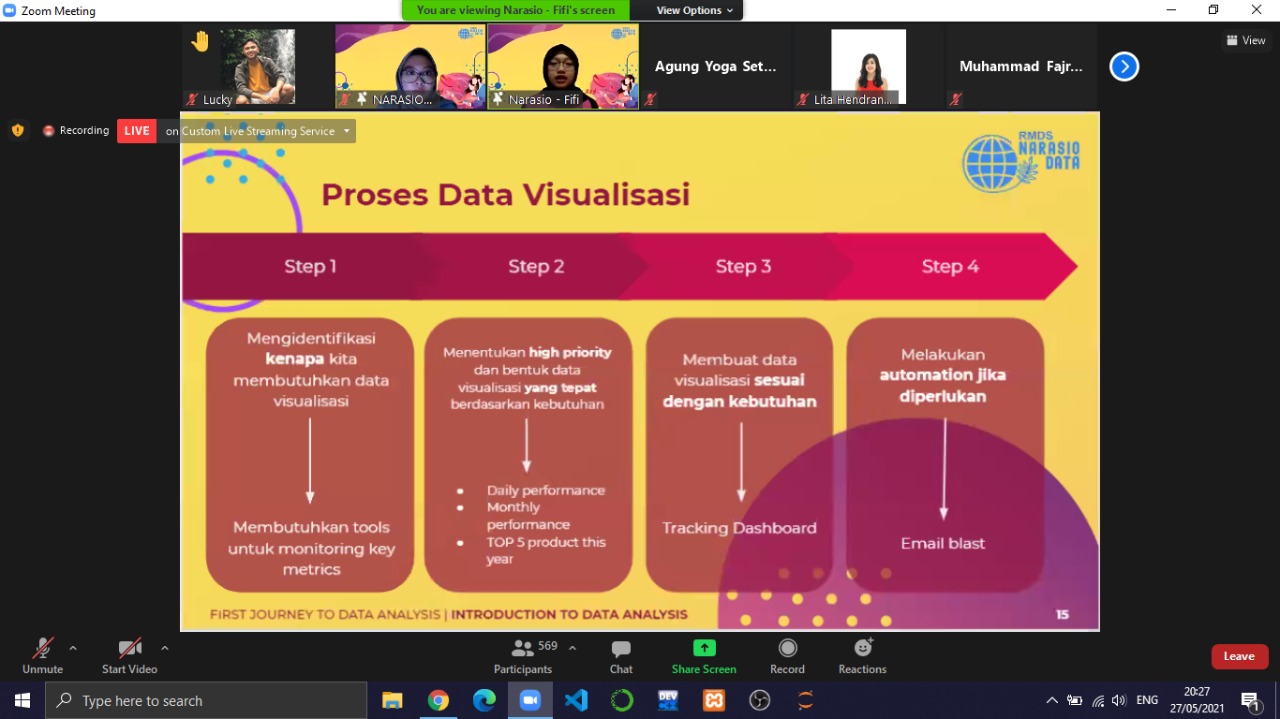 Zoom Meeting
You are viewing Narasio - Fifi's screen
View Options
Lucky
NARASIO...
Narasio - Fifi
Agung Yoga Set...
Lita Hendran...
Muhammad Fajr...
View
Recording
LIVE
on Custom Live Streaming Service
RMDS
NARASIO
DATA
Proses Data Visualisasi
Step 1
Step 2
Step 3
Step 4
Mengidentifikasi
kenapa kita
membutuhkan data
visualisasi
Membutuhkan tools
untuk monitoring key
metrics
Menentukan high priority
dan bentuk data
visualisasi yang tepat
berdasarkan kebutuhan
Daily performance
Monthly
performance
TOP 5 product this
year
Membuat data
visualisasi sesuai
dengan kebutuhan
Tracking Dashboard
Melakukan
automation jika
diperlukan
Email blast
FIRST JOURNEY TO DATA ANALYSIS | INTRODUCTION TO DATA ANALYSIS
15
Unmute
Start Video
569
Participants
Chat
Share Screen
Record
Reactions
Leave
Type here to search
DEV
ENG
20:27
27/05/2021
1